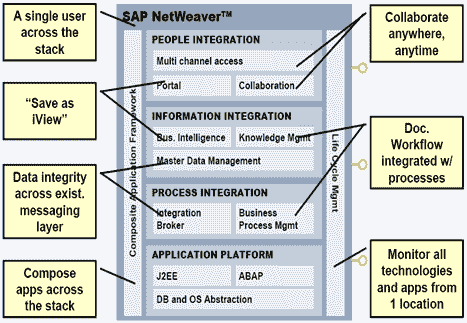 SAP NetWeaver™
A single user
across the
stack
"Save as
iView"
Data integrity
across exist.
messaging
layer
Compose
apps across
the stack
Composite Application Framework
PEOPLE INTEGRATION
Multi channel access
Portal
Collaboration
INFORMATION INTEGRATION
Bus. Intelligence
Knowledge Mgmt
Master Data Management
PROCESS INTEGRATION
Integration
Broker
Business
Process Mgmt
APPLICATION PLATFORM
J2EE
ABAP
DB and OS Abstraction
Life Cycle Mgmt
Collaborate
anywhere,
anytime
Doc.
Workflow
integrated w/
processes
Monitor all
technologies
and apps from
1 location